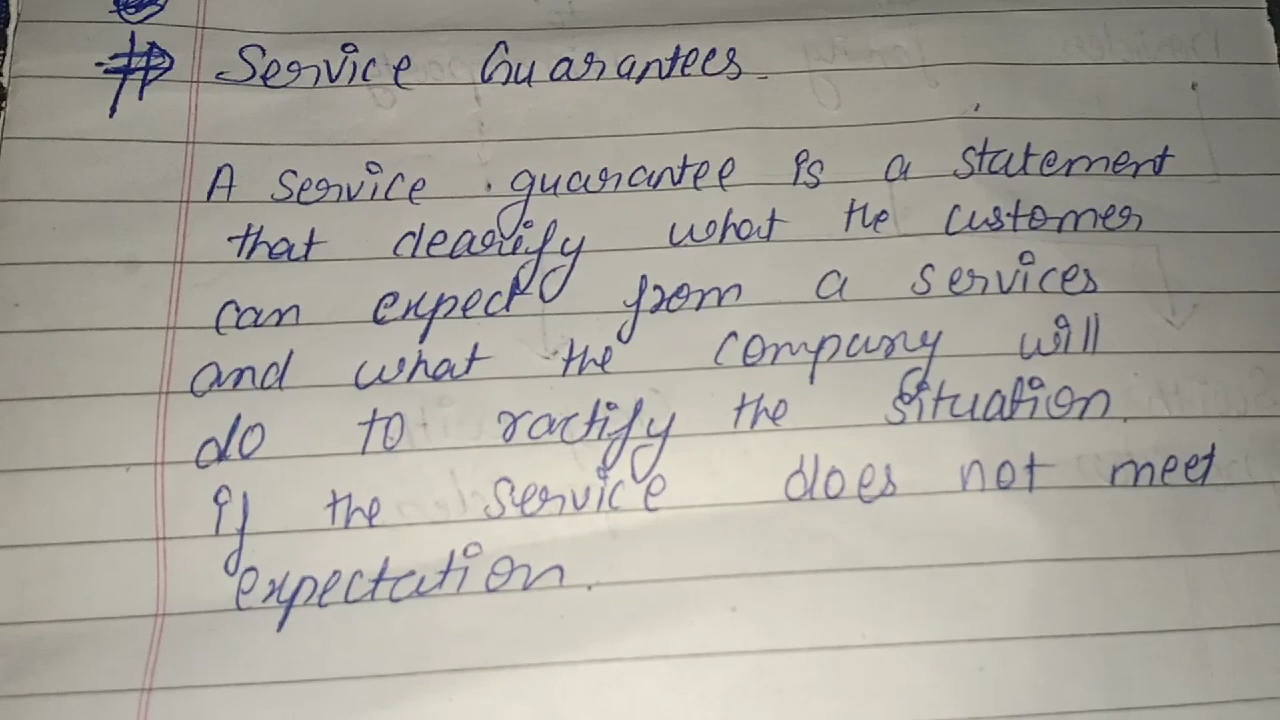 # Service Guarantees
A service guarantee is a statement
that clearify what the customer
can expect from a services
and what the company will
do to ractify the situation.
if the service does not meet
expectation.